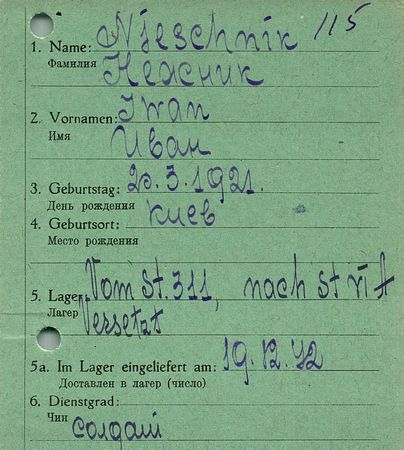 115
1. Name: Njeschnik
Фамилия Нежник
2. Vornamen: Iwan
Имя Иван
3. Geburtstag: 20.3.1921.
День рождения
4. Geburtsort: Киев
Место рождения
5. Lager: Vom St. 311, nach St VI A
Лагер Versetzt
5a. Im Lager eingeliefert am: 19.12.42
Доставлен в лагер (число)
6. Dienstgrad:
Чин солдат